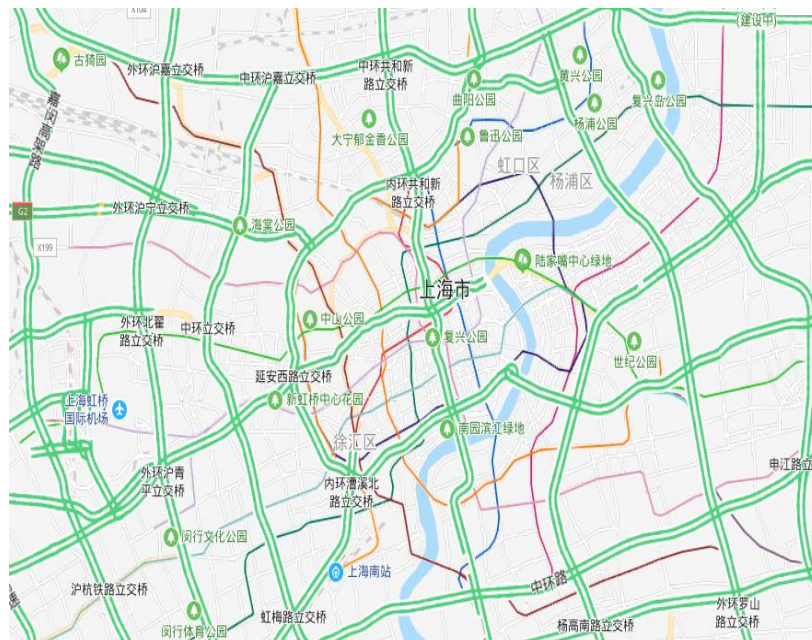 X104
(建设中)
古猗园
外环沪嘉立交桥
中环沪嘉立交桥
中环共和新
路立交桥
黄兴公园
曲阳公园
复兴岛公园
嘉闵高架路
大宁郁金香公园
鲁迅公园
杨浦公园
虹口区
杨浦区
内环共和新
路立交桥
G2
外环沪宁立交桥
海棠公园
X199
陆家嘴中心绿地
上海市
中山公园
外环北翟
路立交桥
中环立交桥
复兴公园
世纪公园
延安西路立交桥
上海虹桥
国际机场
新虹桥中心花园
南园滨江绿地
徐汇区
外环沪青
平立交桥
内环漕溪北
路立交桥
申江路立
闵行文化公园
上海南站
中环路
沪杭铁路立交桥
闵行体育公园
虹梅路立交桥
杨高南路立交桥
外环罗山
路立交桥
速